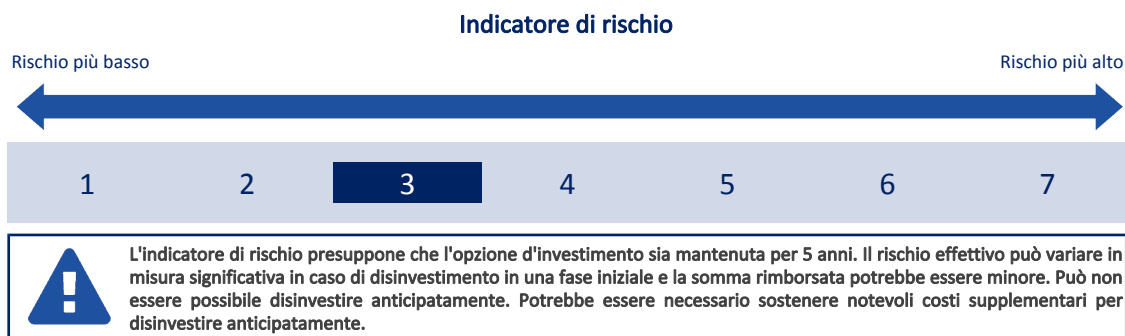 Indicatore di rischio
Rischio più basso
Rischio più alto
1 2 3 4 5 6 7
L'indicatore di rischio presuppone che l'opzione d'investimento sia mantenuta per 5 anni. Il rischio effettivo può variare in
misura significativa in caso di disinvestimento in una fase iniziale e la somma rimborsata potrebbe essere minore. Può non
essere possibile disinvestire anticipatamente. Potrebbe essere necessario sostenere notevoli costi supplementari per
disinvestire anticipatamente.